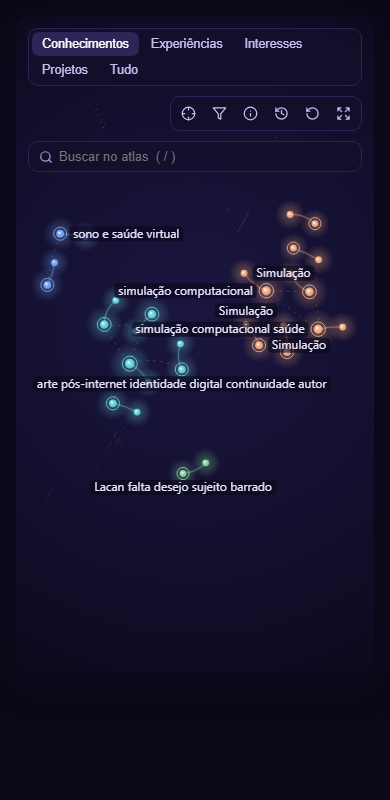 Conhecimentos Experiências Interesses
Projetos Tudo
Buscar no atlas ( / )
sono e saúde virtual
Simulação
simulação computacional
Simulação
simulação computacional saúde
Simulação
arte pós-internet identidade digital continuidade autor
Lacan falta desejo sujeito barrado